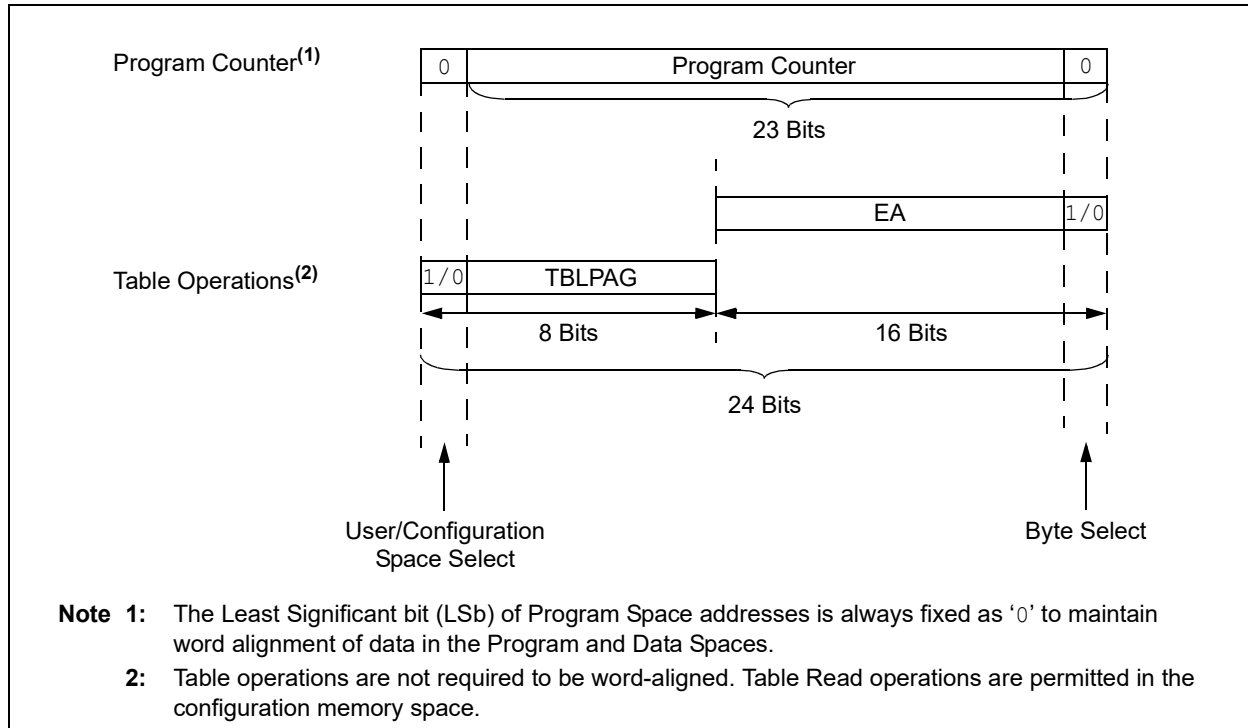 Program Counter(1)
0 Program Counter 0
23 Bits
EA 1/0
Table Operations(2)
1/0 TBLPAG
8 Bits 16 Bits
24 Bits
User/Configuration
Space Select
Byte Select
Note 1: The Least Significant bit (LSb) of Program Space addresses is always fixed as ‘0’ to maintain
word alignment of data in the Program and Data Spaces.
2: Table operations are not required to be word-aligned. Table Read operations are permitted in the
configuration memory space.